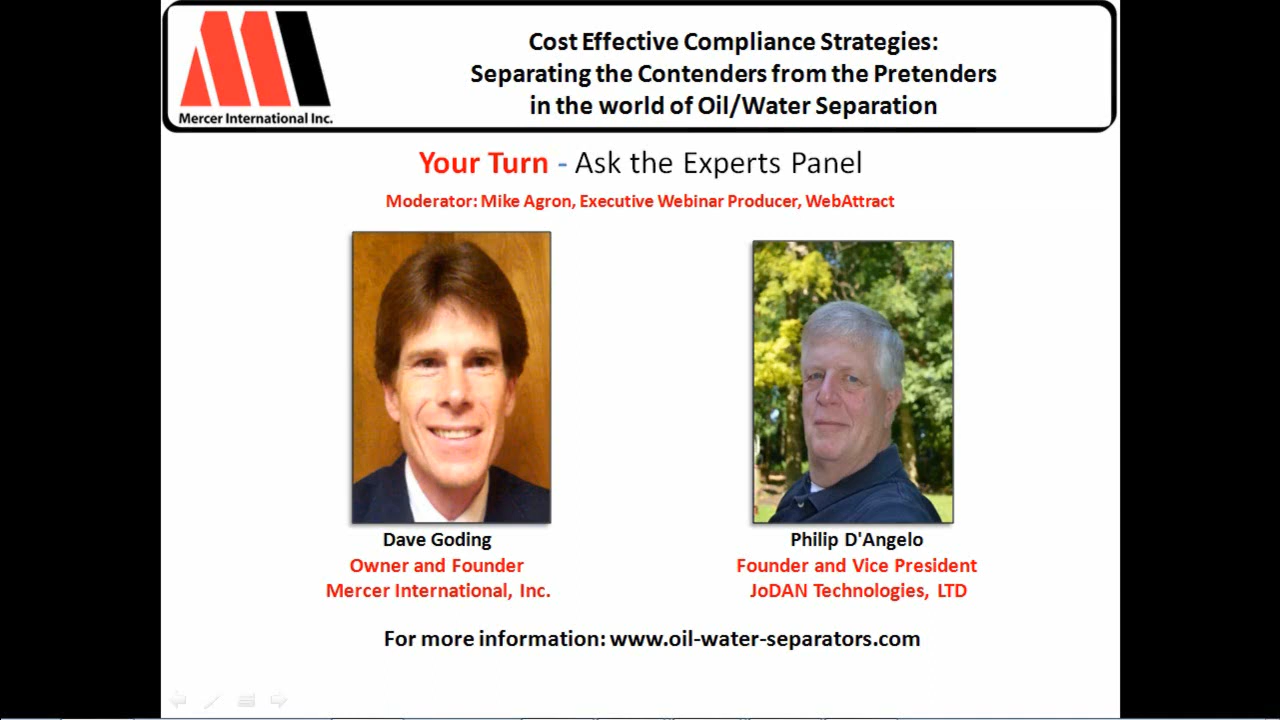 Mercer International Inc.
Cost Effective Compliance Strategies:
Separating the Contenders from the Pretenders
in the world of Oil/Water Separation
Your Turn - Ask the Experts Panel
Moderator: Mike Agron, Executive Webinar Producer, WebAttract
Dave Goding
Owner and Founder
Mercer International, Inc.
Philip D'Angelo
Founder and Vice President
JoDAN Technologies, LTD
For more information: www.oil-water-separators.com